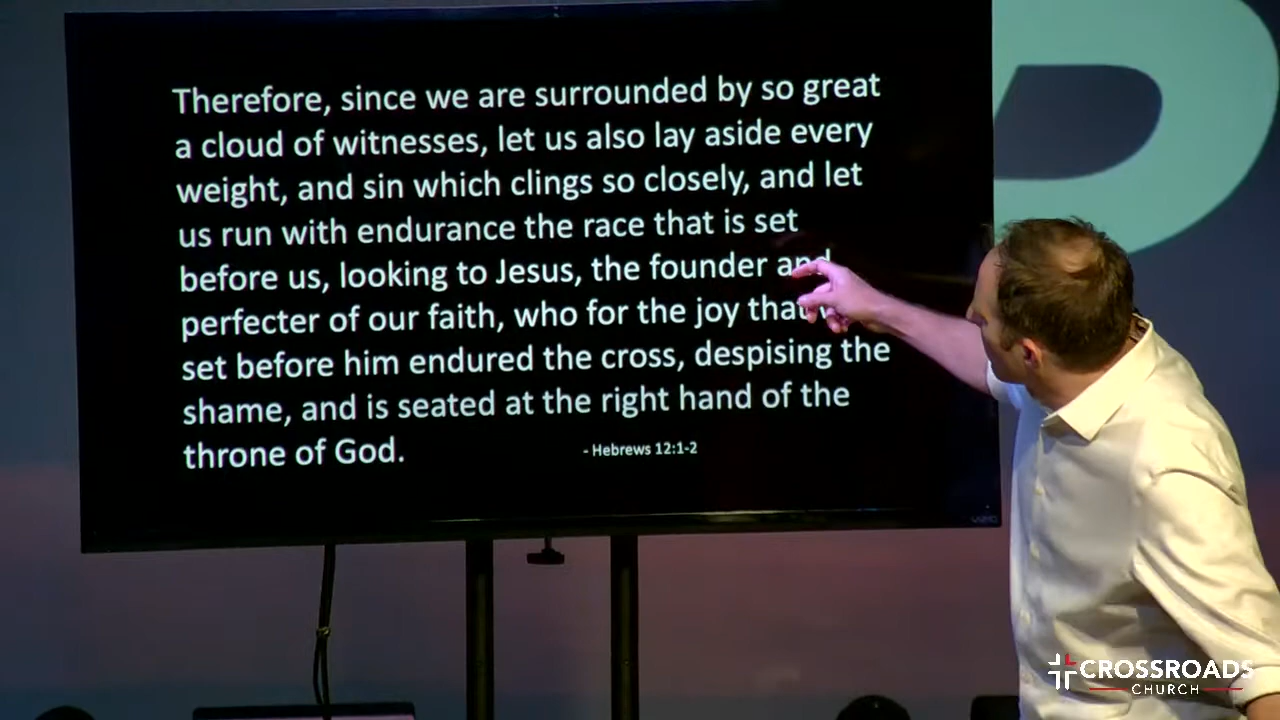 Therefore, since we are surrounded by so great
a cloud of witnesses, let us also lay aside every
weight, and sin which clings so closely, and let
us run with endurance the race that is set
before us, looking to Jesus, the founder and
perfecter of our faith, who for the joy that
set before him endured the cross, despising the
shame, and is seated at the right hand of the
throne of God.
- Hebrews 12:1-2
CROSSROADS
CHURCH